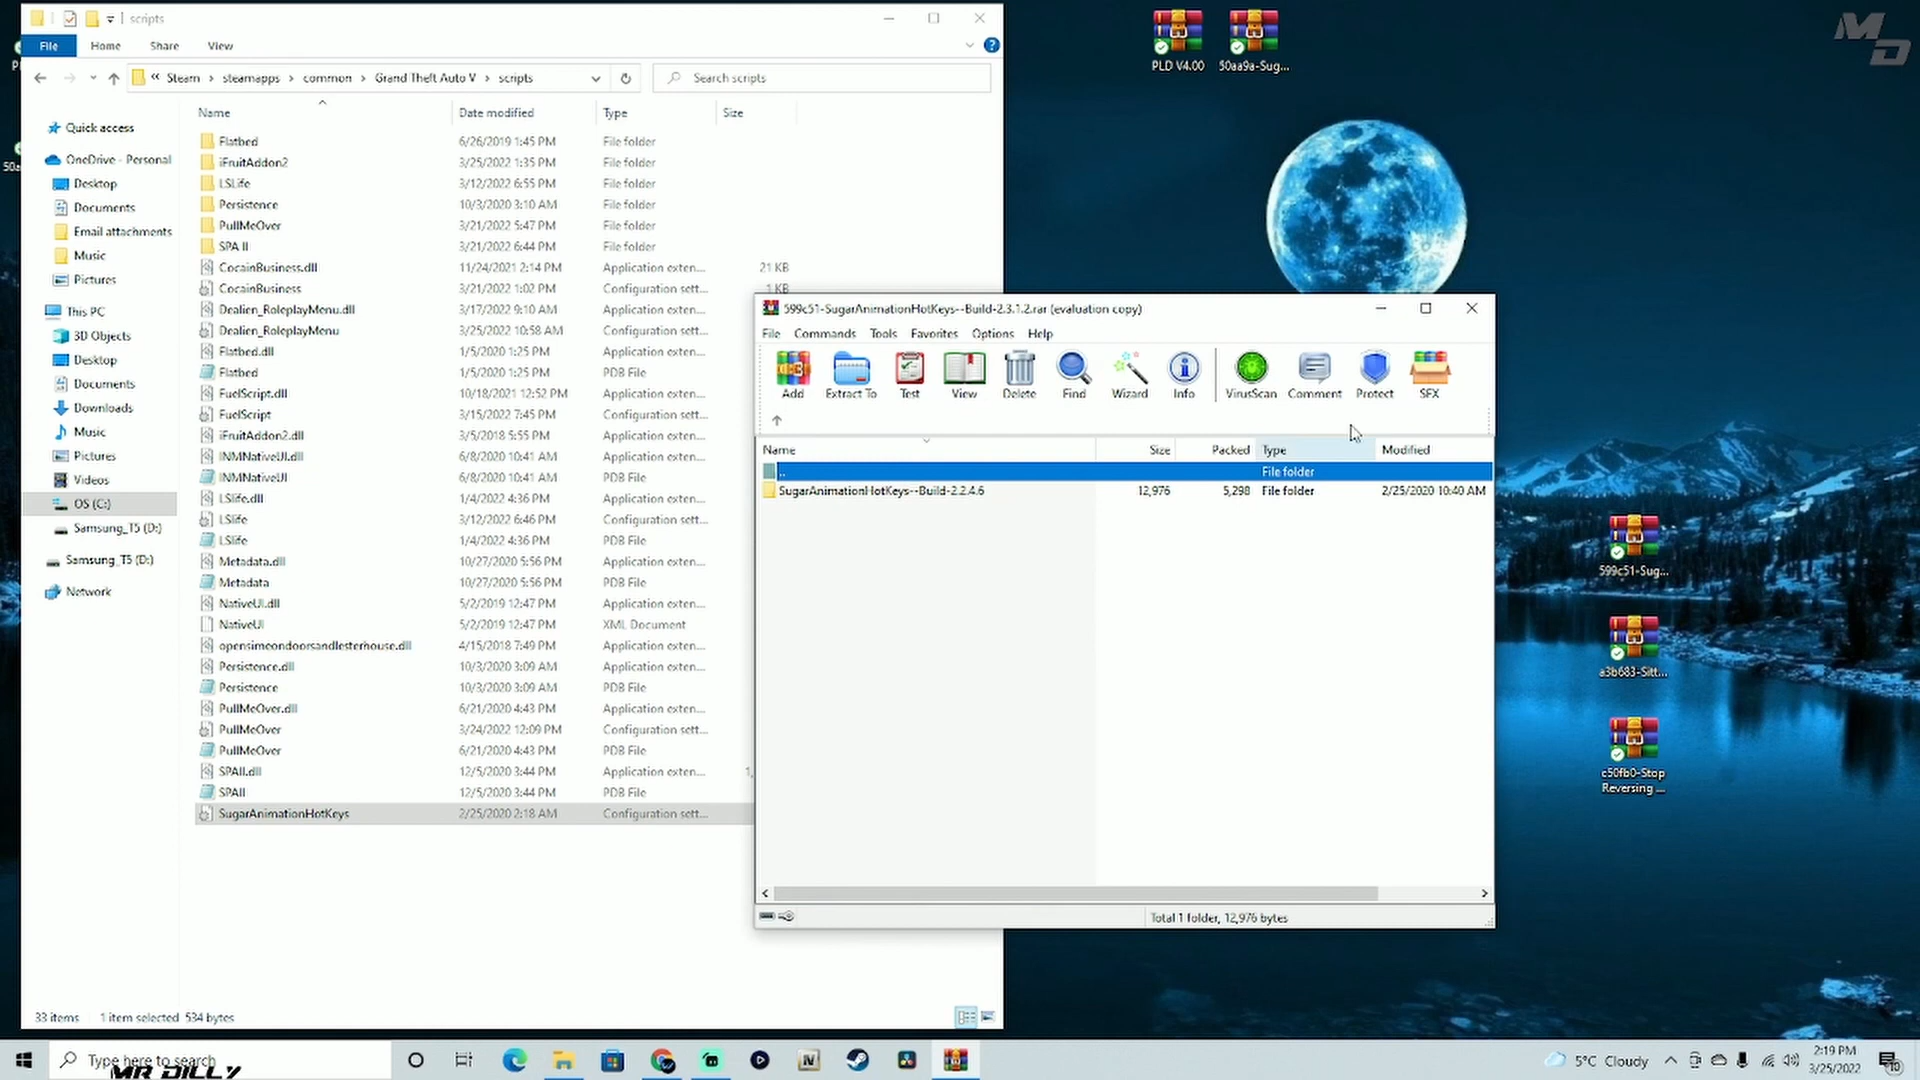 scripts
File Home Share View
Steam steamapps common Grand Theft Auto V scripts
Search scripts
Name Date modified Type Size
Quick access
OneDrive - Personal
Desktop
Documents
Email attachments
Music
Pictures
This PC
3D Objects
Desktop
Documents
Downloads
Music
Pictures
Videos
OS (C:)
Samsung_T5 (D:)
Samsung_T5 (D:)
Network
Flatbed 6/26/2019 1:45 PM File folder
iFruitAddon2 3/25/2022 1:35 PM File folder
LSLife 3/12/2022 6:55 PM File folder
Persistence 10/3/2020 3:10 AM File folder
PullMeOver 3/21/2022 5:47 PM File folder
SPA II 3/21/2022 6:44 PM File folder
CocainBusiness.dll 11/24/2021 2:14 PM Application exten... 21 KB
CocainBusiness 3/21/2022 1:02 PM Configuration sett... 1 KB
Dealien_RoleplayMenu.dll 3/17/2022 9:10 AM Application exten...
Dealien_RoleplayMenu 3/25/2022 10:58 AM Configuration sett...
Flatbed.dll 1/5/2020 1:25 PM Application exten...
Flatbed 1/5/2020 1:25 PM PDB File
FuelScript.dll 10/18/2021 12:52 PM Application exten...
FuelScript 3/15/2022 7:45 PM Configuration sett...
iFruitAddon2.dll 3/5/2018 5:55 PM Application exten...
INMNativeUI.dll 6/8/2020 10:41 AM Application exten...
INMNativeUI 6/8/2020 10:41 AM PDB File
LSlife.dll 1/4/2022 4:36 PM Application exten...
LSlife 3/12/2022 6:46 PM Configuration sett...
LSlife 1/4/2022 4:36 PM PDB File
Metadata.dll 10/27/2020 5:56 PM Application exten...
Metadata 10/27/2020 5:56 PM PDB File
NativeUI.dll 5/2/2019 12:47 PM Application exten...
NativeUI 5/2/2019 12:47 PM XML Document
opensimeondoorsandlesterhouse.dll 4/15/2018 7:49 PM Application exten...
Persistence.dll 10/3/2020 3:09 AM Application exten...
Persistence 10/3/2020 3:09 AM PDB File
PullMeOver.dll 6/21/2020 4:43 PM Application exten...
PullMeOver 3/24/2022 12:09 PM Configuration sett...
PullMeOver 6/21/2020 4:43 PM PDB File
SPAII.dll 12/5/2020 3:44 PM Application exten... 1,
SPAII 12/5/2020 3:44 PM PDB File
SugarAnimationHotKeys 2/25/2020 2:18 AM Configuration sett...
33 items 1 item selected 534 bytes
599c51-SugarAnimationHotKeys--Build-2.3.1.2.rar (evaluation copy)
File Commands Tools Favorites Options Help
Add Extract To Test View Delete Find Wizard Info VirusScan Comment Protect SFX
Name Size Packed Type Modified
.. File folder
SugarAnimationHotKeys--Build-2.2.4.6 12,976 5,298 File folder 2/25/2020 10:40 AM
Total 1 folder, 12,976 bytes
PLD V4.00
50aa9a-Sug...
MD
599c51-Sug...
a3b683-Sitt...
c50fb0-Stop
Reversing ...
Type here to search
MR DILLY
5°C Cloudy
2:19 PM
3/25/2022
10